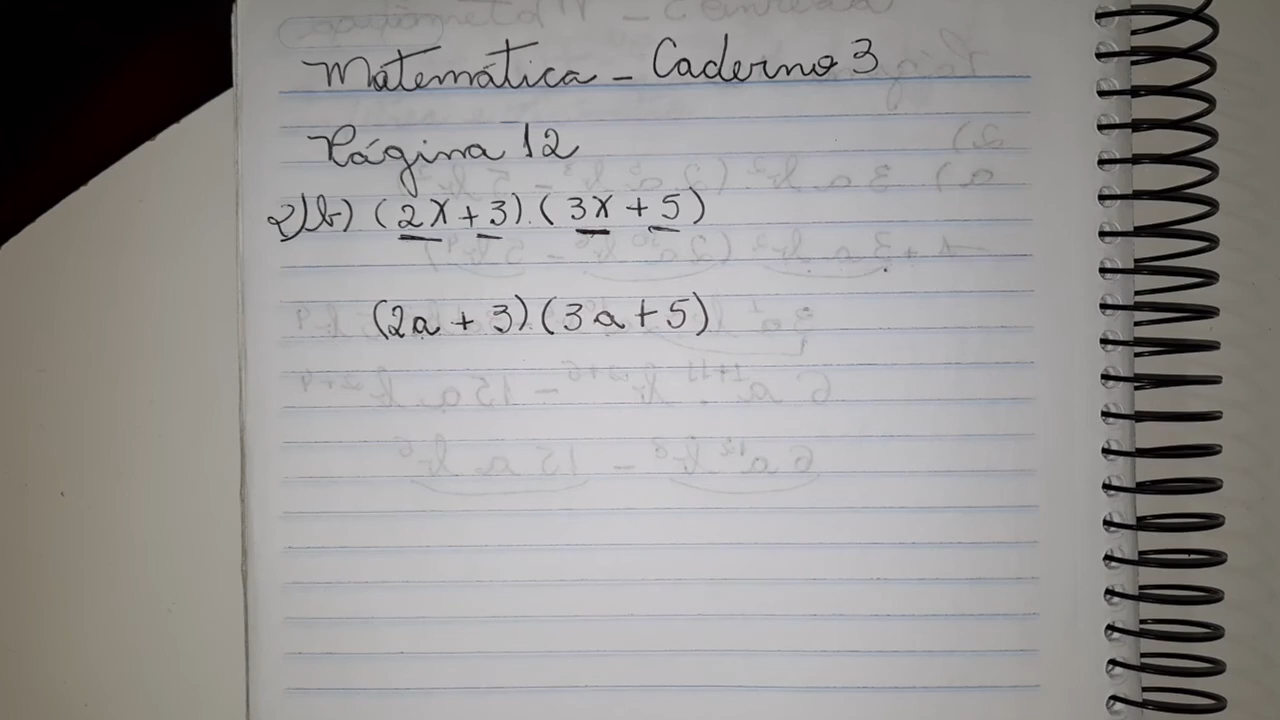 Matemática - Caderno 3
Página 12
2)b) (2x + 3).(3x + 5)
(2a + 3).(3a + 5)